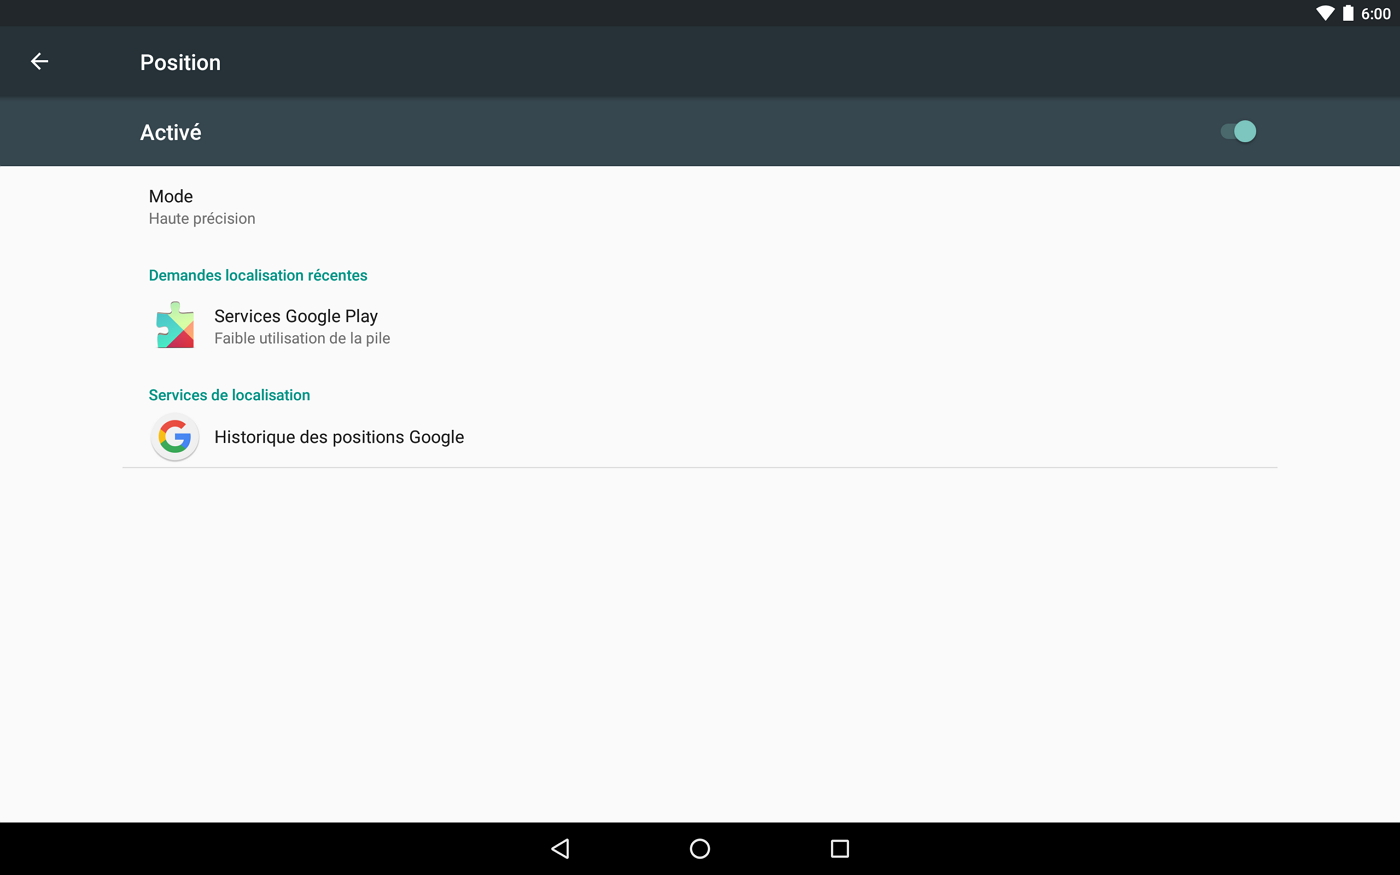 6:00
Position
Activé
Mode
Haute précision
Demandes localisation récentes
Services Google Play
Faible utilisation de la pile
Services de localisation
Historique des positions Google